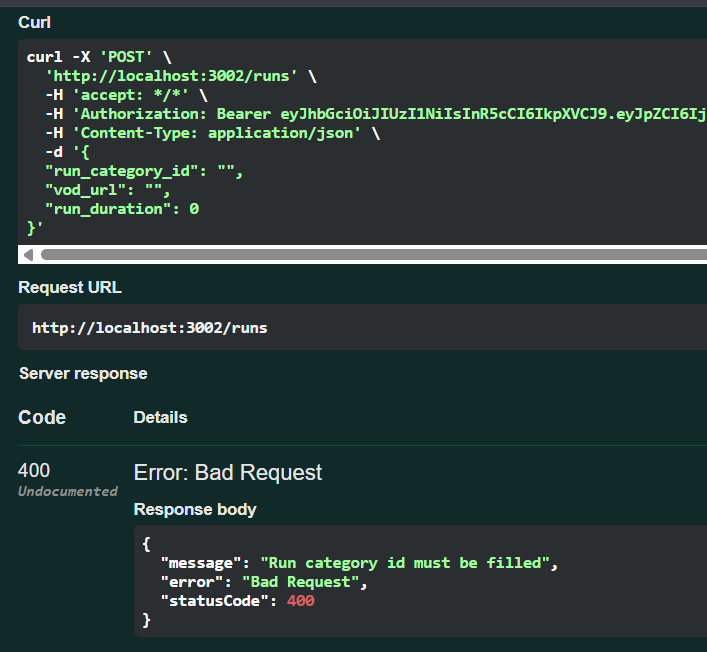 Curl
curl -X 'POST' \
'http://localhost:3002/runs' \
-H 'accept: */*' \
-H 'Authorization: Bearer eyJhbGciOiJIUzI1NiIsInR5cCI6IkpXVCJ9.eyJpZCI6Ij
-H 'Content-Type: application/json' \
-d '{
"run_category_id": "",
"vod_url": "",
"run_duration": 0
}'
Request URL
http://localhost:3002/runs
Server response
Code Details
400 Error: Bad Request
Undocumented
Response body
{
"message": "Run category id must be filled",
"error": "Bad Request",
"statusCode": 400
}